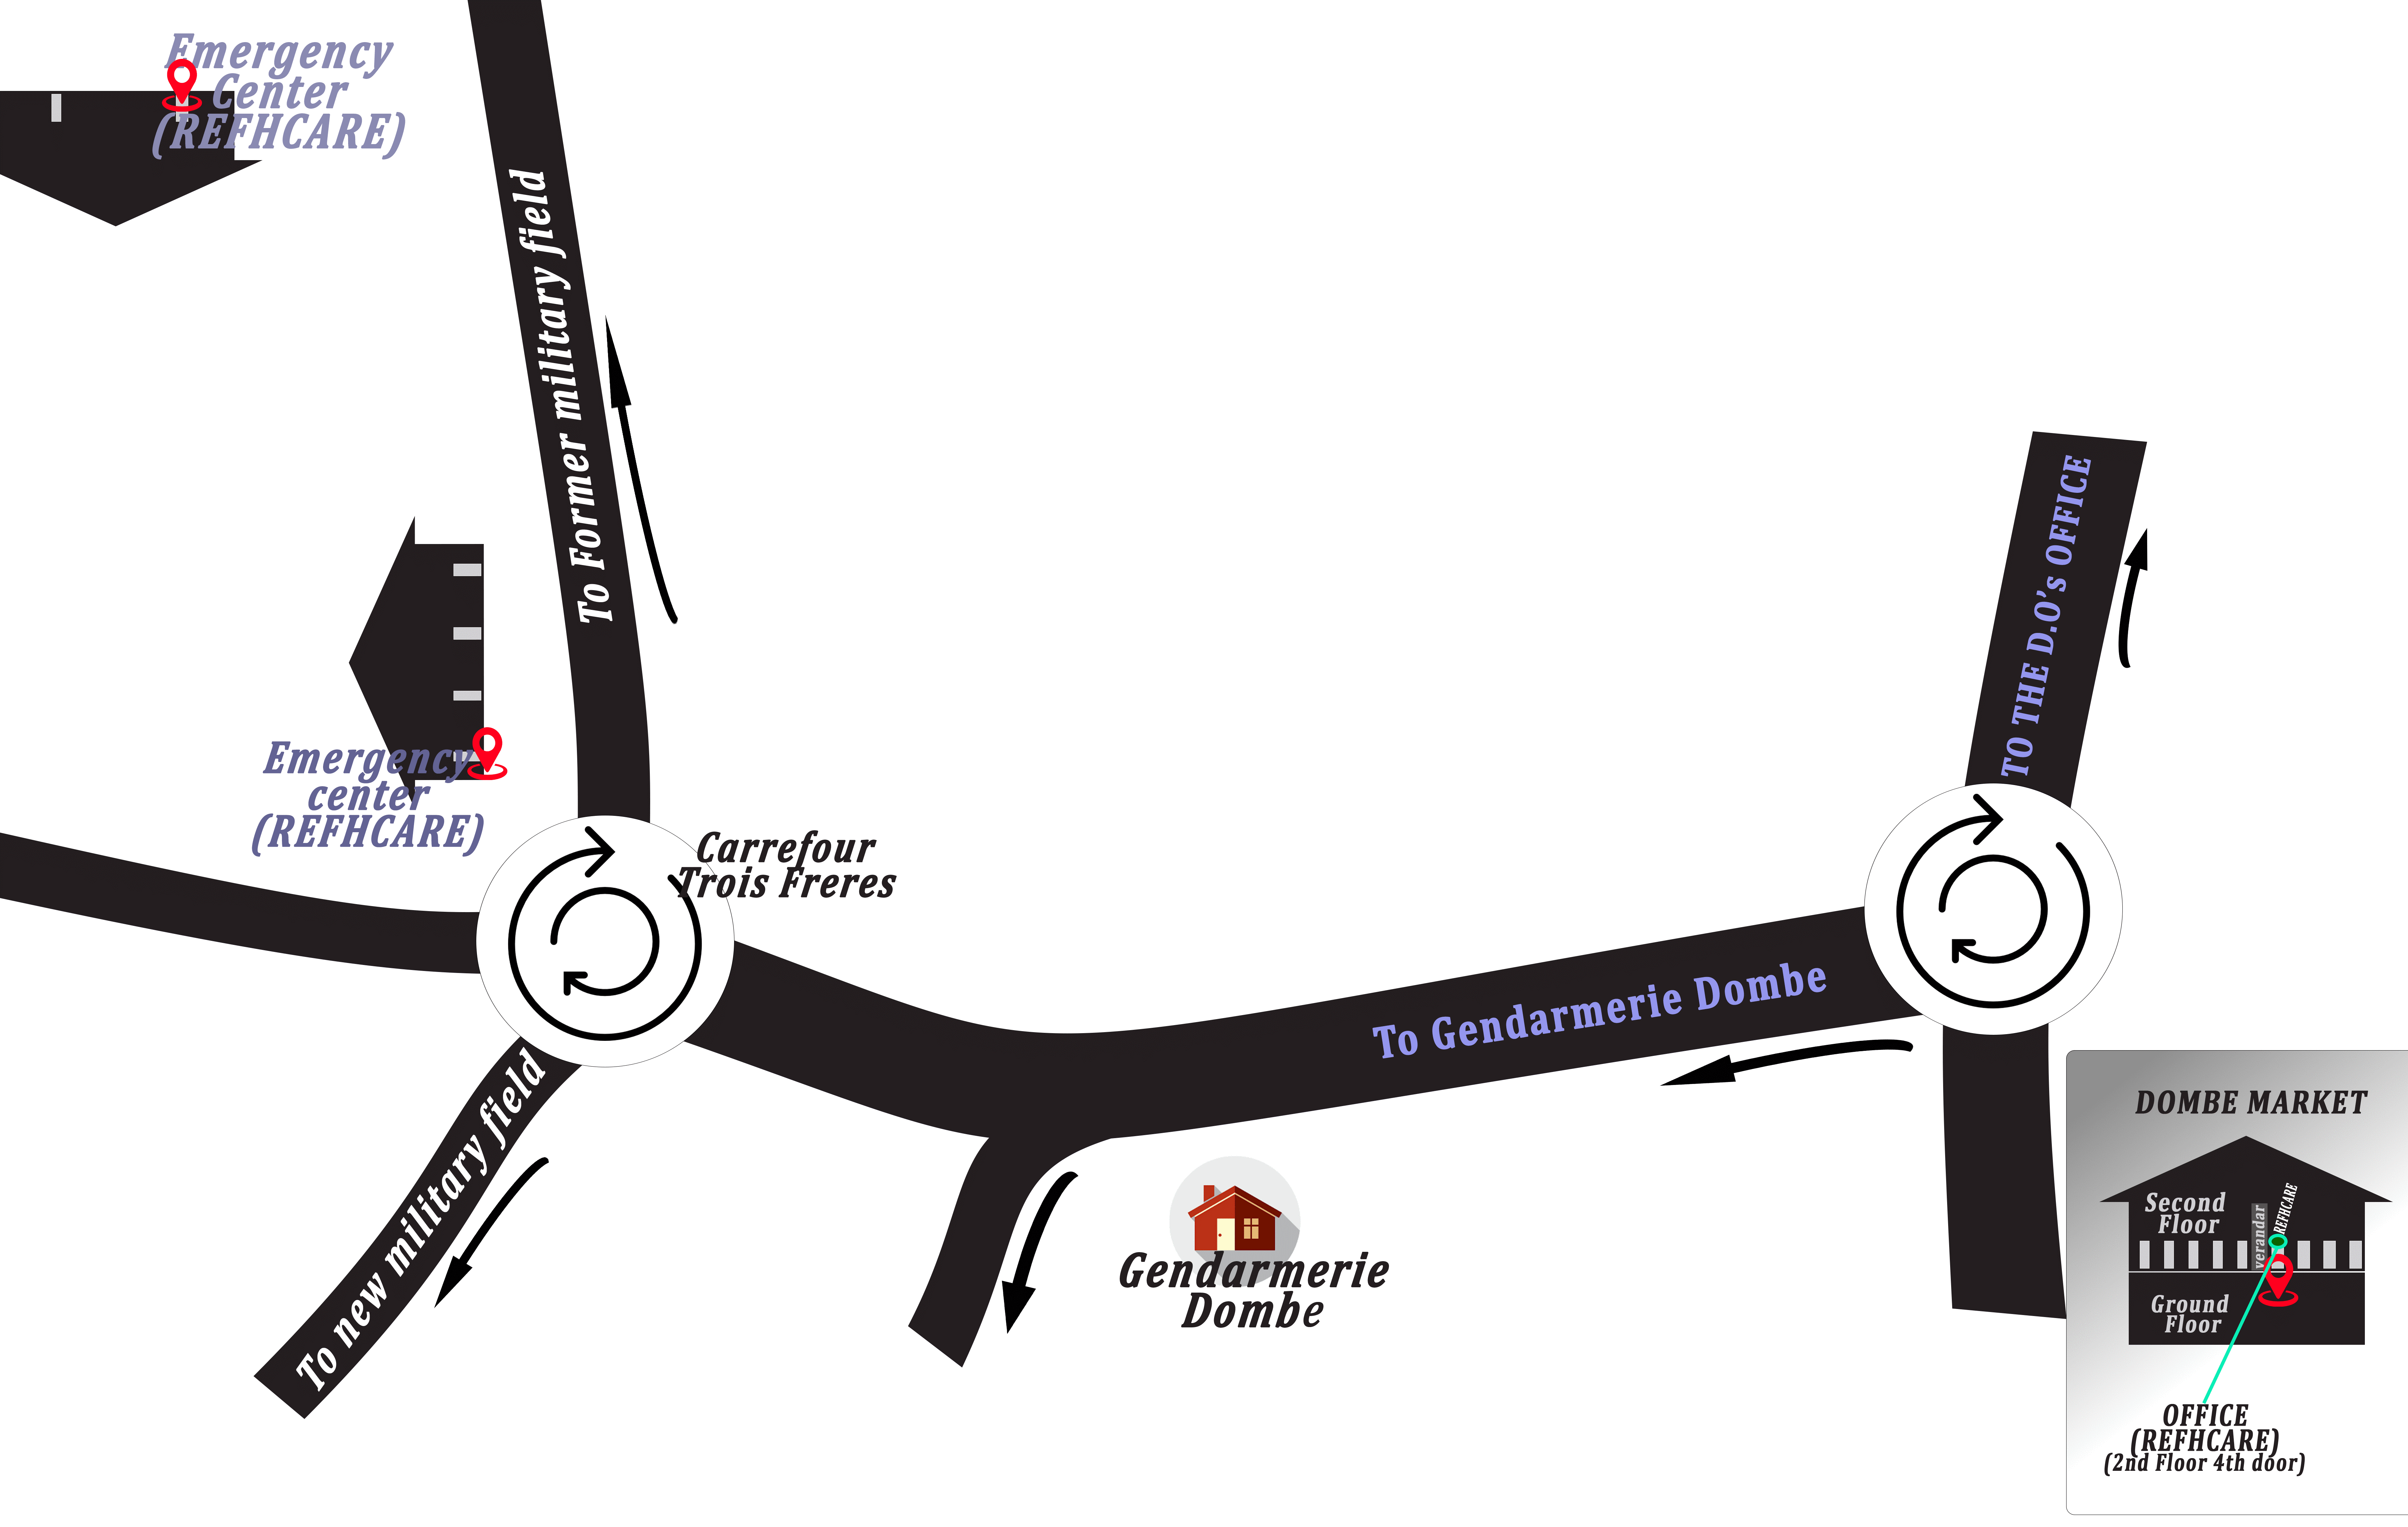 Emergency
Center
(REFHCARE)
To Former military field
Emergency
center
(REFHCARE)
Carrefour
Trois Freres
To new military field
To Gendarmerie Dombe
Gendarmerie
Dombe
TO THE D.O's OFFICE
DOMBE MARKET
Second
Floor
verandar
REFHCARE
Ground
Floor
OFFICE
(REFHCARE)
(2nd Floor 4th door)